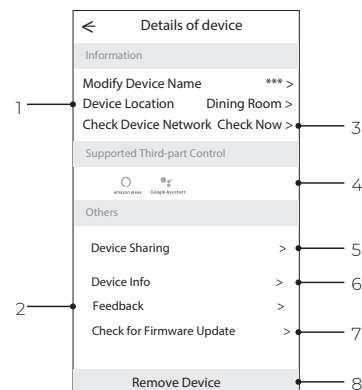 Details of device
Information
Modify Device Name *** >
1 Device Location Dining Room >
Check Device Network Check Now > 3
Supported Third-part Control
amazon alexa Google Assistant 4
Others
Device Sharing > 5
Device Info > 6
2 Feedback >
Check for Firmware Update > 7
Remove Device 8